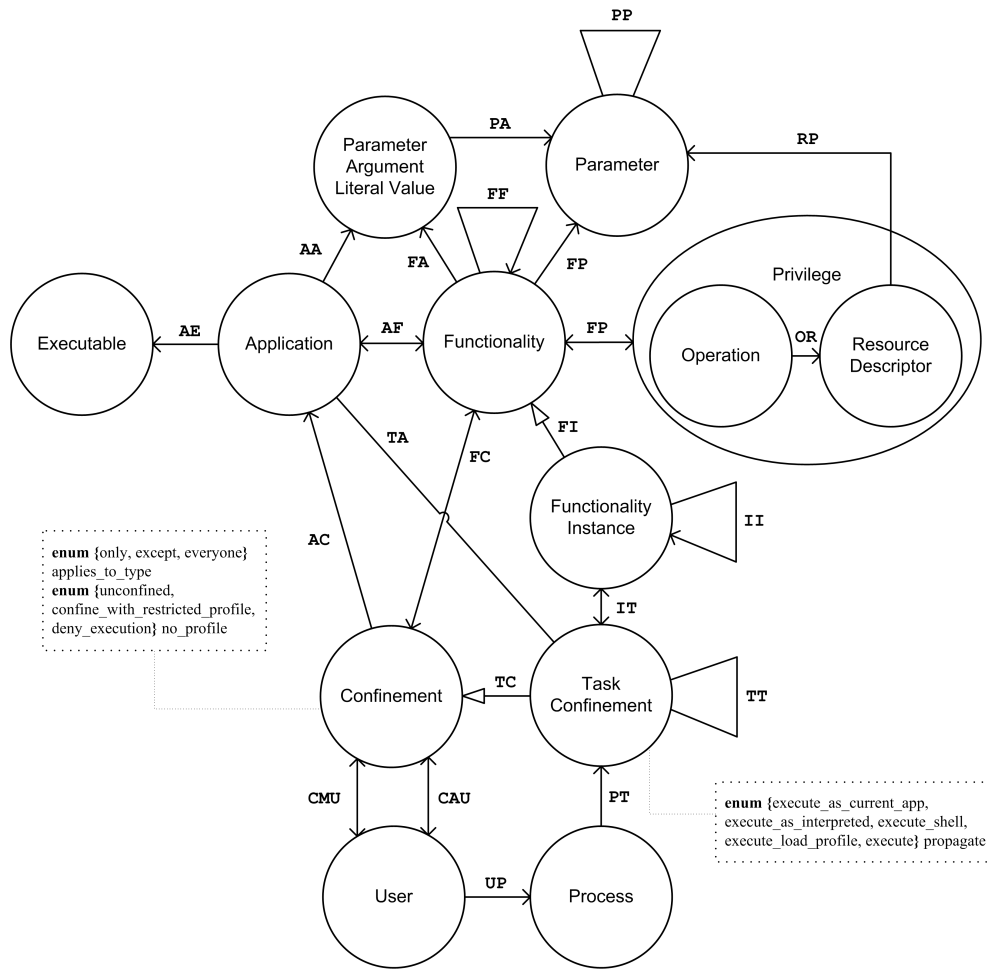 PP
Parameter
Argument
Literal Value
PA
Parameter
RP
FF
AA
FA
FP
Privilege
Executable
AE
Application
AF
Functionality
FP
Operation
OR
Resource
Descriptor
TA
FC
FI
Functionality
Instance
II
AC
enum {only, except, everyone}
applies_to_type
enum {unconfined,
confine_with_restricted_profile,
deny_execution} no_profile
IT
Confinement
TC
Task
Confinement
TT
CMU
CAU
PT
enum {execute_as_current_app,
execute_as_interpreted, execute_shell,
execute_load_profile, execute} propagate
User
UP
Process